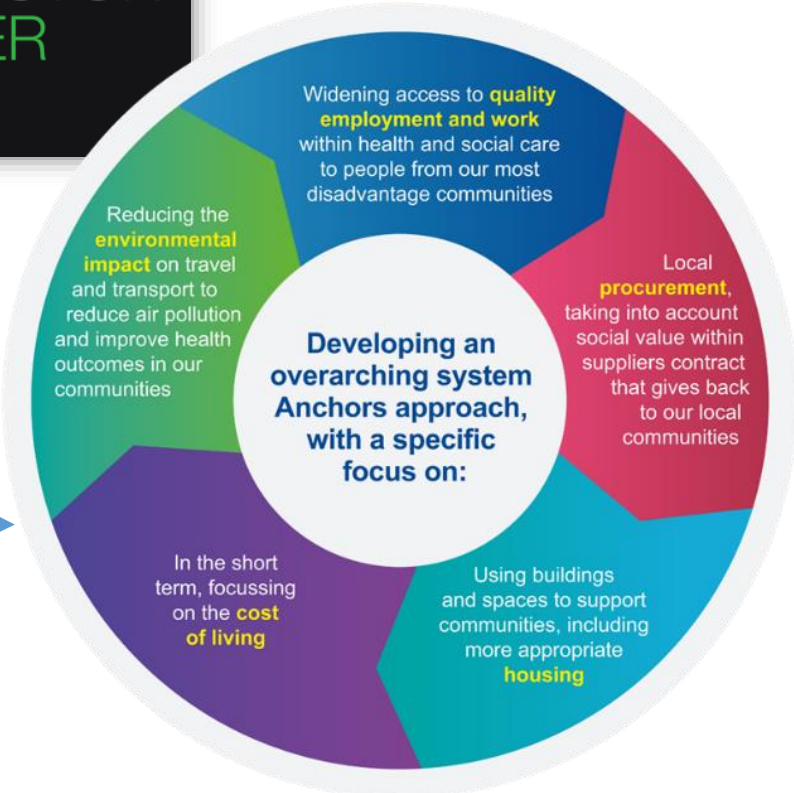 ER
Widening access to quality
employment and work
within health and social care
to people from our most
disadvantage communities
Local
procurement,
taking into account
social value within
suppliers contract
that gives back
to our local
communities
Using buildings
and spaces to support
communities, including
more appropriate
housing
In the short
term, focussing
on the cost
of living
Reducing the
environmental
impact on travel
and transport to
reduce air pollution
and improve health
outcomes in our
communities
Developing an
overarching system
Anchors approach,
with a specific
focus on: